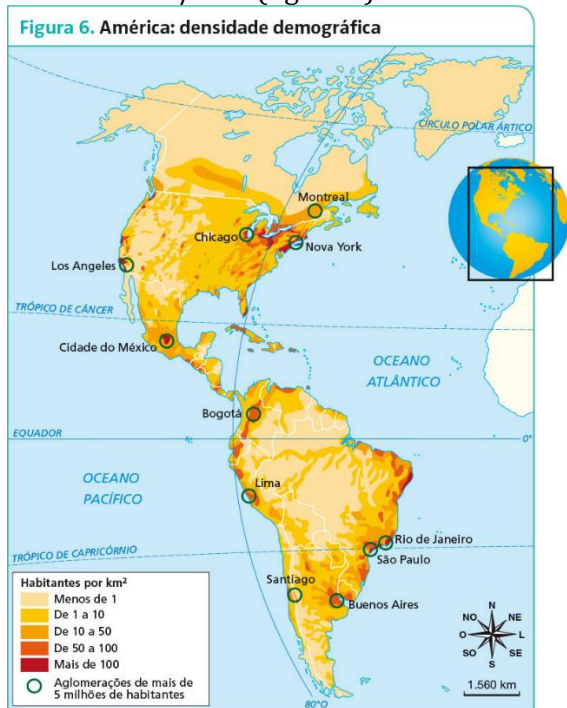 Figura 6. América: densidade demográfica
CÍRCULO POLAR ÁRTICO
Montreal
Chicago
Nova York
Los Angeles
TRÓPICO DE CÂNCER
Cidade do México
OCEANO
ATLÂNTICO
Bogotá
EQUADOR
0°
OCEANO
PACÍFICO
Lima
Rio de Janeiro
São Paulo
TRÓPICO DE CAPRICÓRNIO
Santiago
Buenos Aires
Habitantes por km²
Menos de 1
De 1 a 10
De 10 a 50
De 50 a 100
Mais de 100
Aglomerações de mais de
5 milhões de habitantes
N
NO
NE
O
L
SO
SE
S
1.560 km
80°O